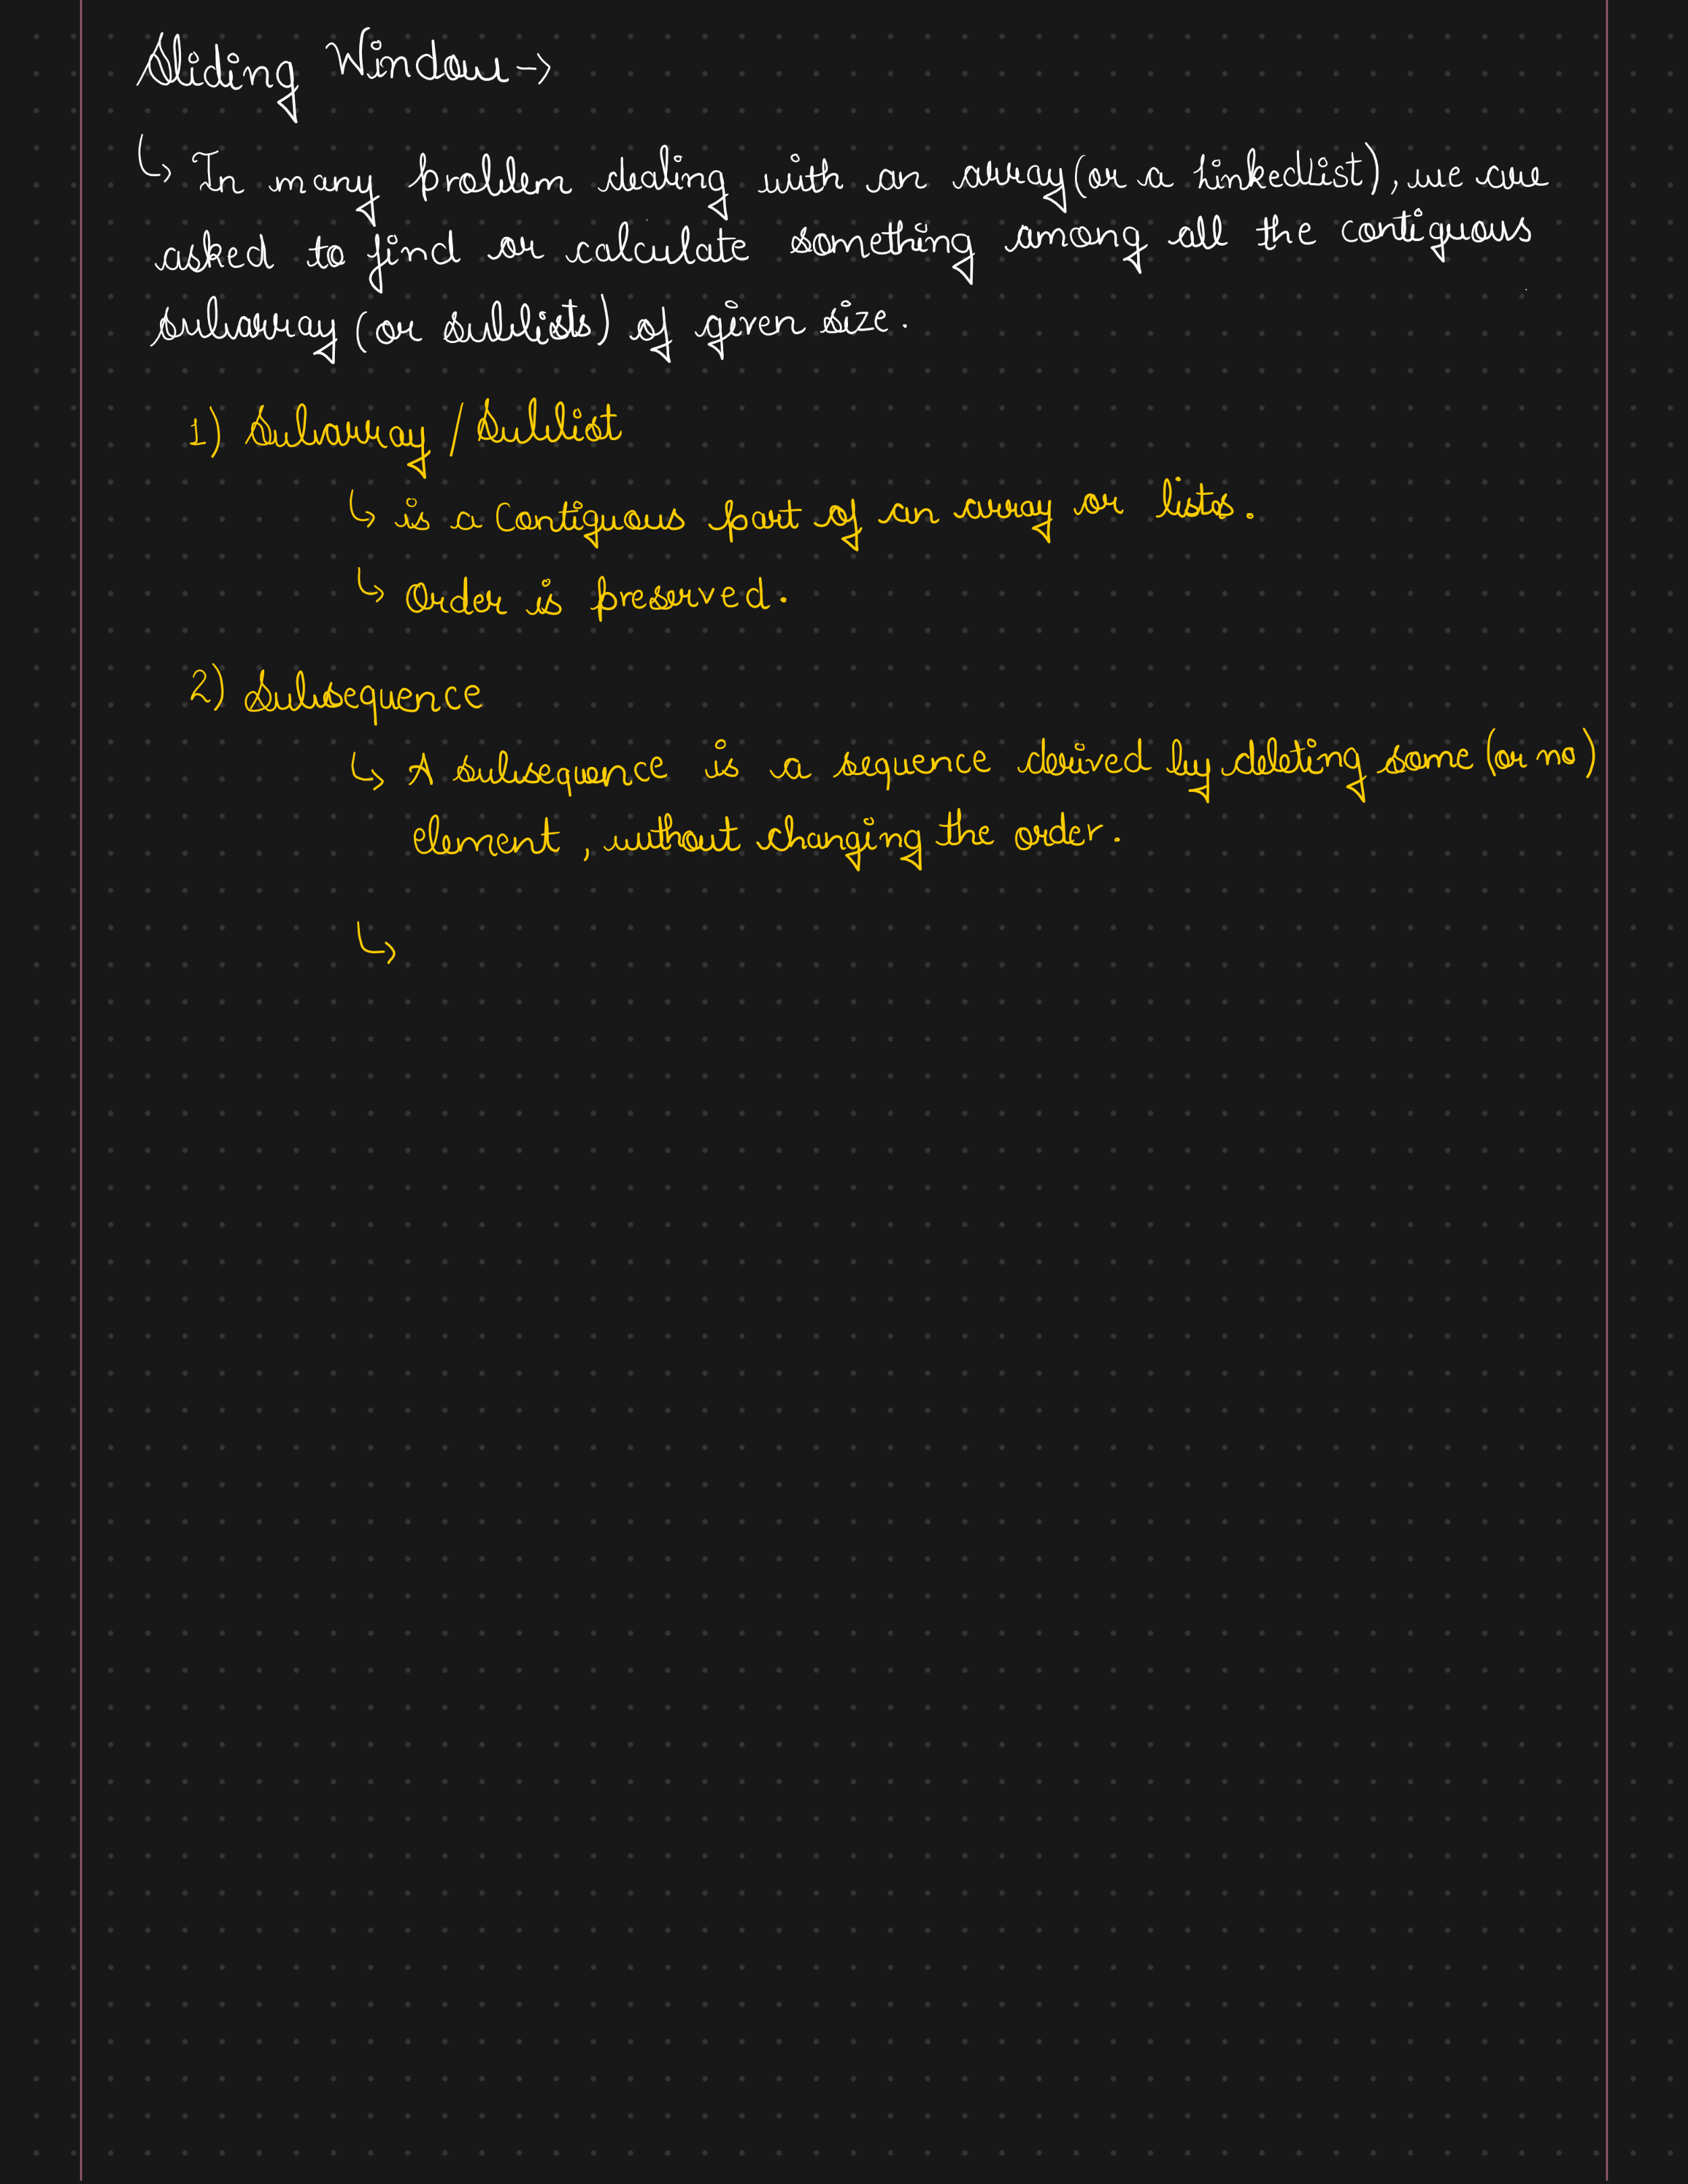 Sliding Window →
↳ In many problem dealing with an array (or a LinkedList), we are
asked to find or calculate something among all the contiguous
subarray (or sublists) of given size.
1) Subarray / Sublist
↳ is a Contiguous part of an array or lists.
↳ Order is preserved.
2) Subsequence
↳ A subsequence is a sequence derived by deleting some (or no)
element, without changing the order.
↳